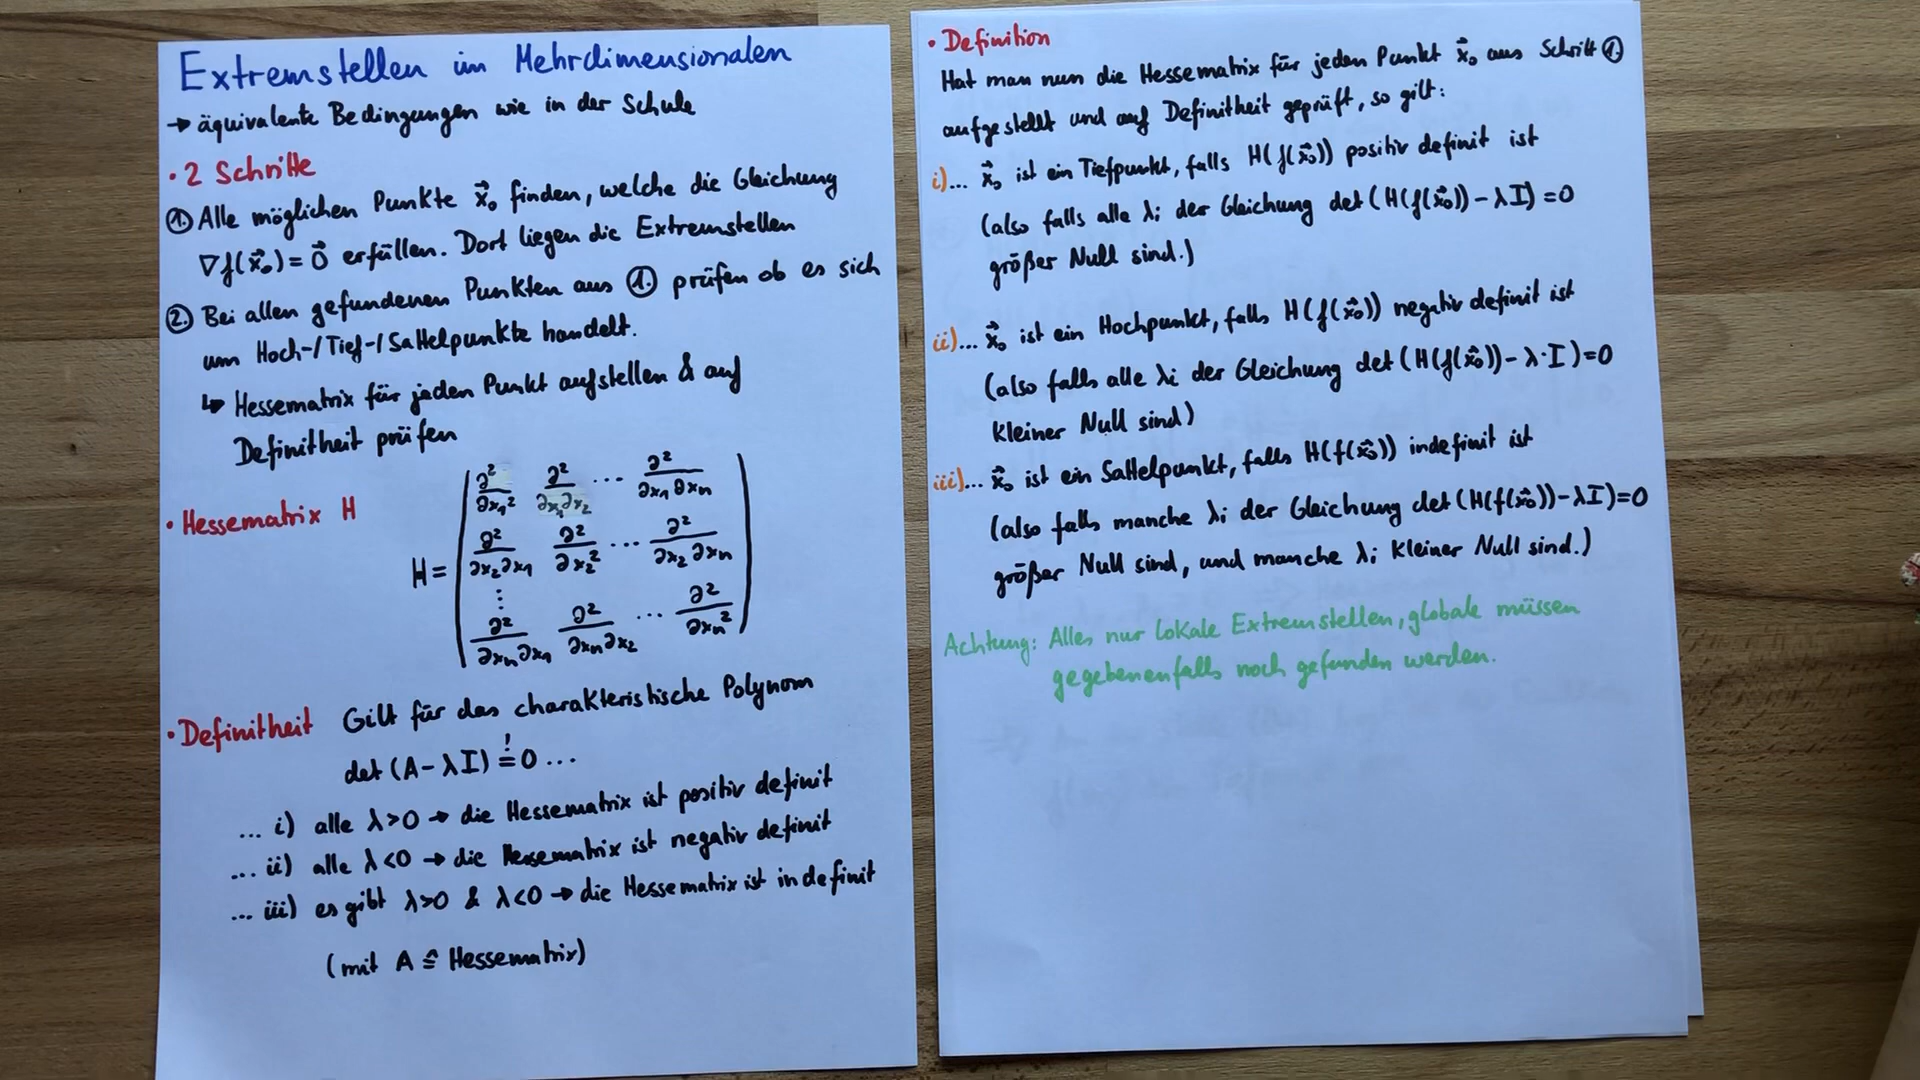 Extremstellen im Mehrdimensionalen
→ äquivalente Bedingungen wie in der Schule
• 2 Schritte
① Alle möglichen Punkte x⃗₀ finden, welche die Gleichung
∇f(x⃗₀) = 0⃗ erfüllen. Dort liegen die Extremstellen
② Bei allen gefundenen Punkten aus ①. prüfen ob es sich
um Hoch-/Tief-/Sattelpunkte handelt.
↳ Hessematrix für jeden Punkt aufstellen & auf
Definitheit prüfen
• Hessematrix H
H = ( ∂²/∂x₁² ∂²/∂x₁∂x₂ ... ∂²/∂x₁∂xₙ
∂²/∂x₂∂x₁ ∂²/∂x₂² ... ∂²/∂x₂∂xₙ
⋮
∂²/∂xₙ∂x₁ ∂²/∂xₙ∂x₂ ... ∂²/∂xₙ² )
• Definitheit Gilt für das charakteristische Polynom
det (A - λI) =! 0 ...
... i) alle λ>0 → die Hessematrix ist positiv definit
... ii) alle λ<0 → die Hessematrix ist negativ definit
... iii) es gibt λ>0 & λ<0 → die Hessematrix ist indefinit
(mit A ≙ Hessematrix)
• Definition
Hat man nun die Hessematrix für jeden Punkt x⃗₀ aus Schritt ①.
aufgestellt und auf Definitheit geprüft, so gilt:
i)... x⃗₀ ist ein Tiefpunkt, falls H(f(x⃗₀)) positiv definit ist
(also falls alle λᵢ der Gleichung det (H(f(x⃗₀)) - λI) = 0
größer Null sind.)
ii)... x⃗₀ ist ein Hochpunkt, falls H(f(x⃗₀)) negativ definit ist
(also falls alle λᵢ der Gleichung det (H(f(x⃗₀)) - λ·I) = 0
kleiner Null sind)
iii)... x⃗₀ ist ein Sattelpunkt, falls H(f(x⃗₀)) indefinit ist
(also falls manche λᵢ der Gleichung det (H(f(x⃗₀)) - λI) = 0
größer Null sind, und manche λᵢ kleiner Null sind.)
Achtung: Alles nur lokale Extremstellen, globale müssen
gegebenenfalls noch gefunden werden.